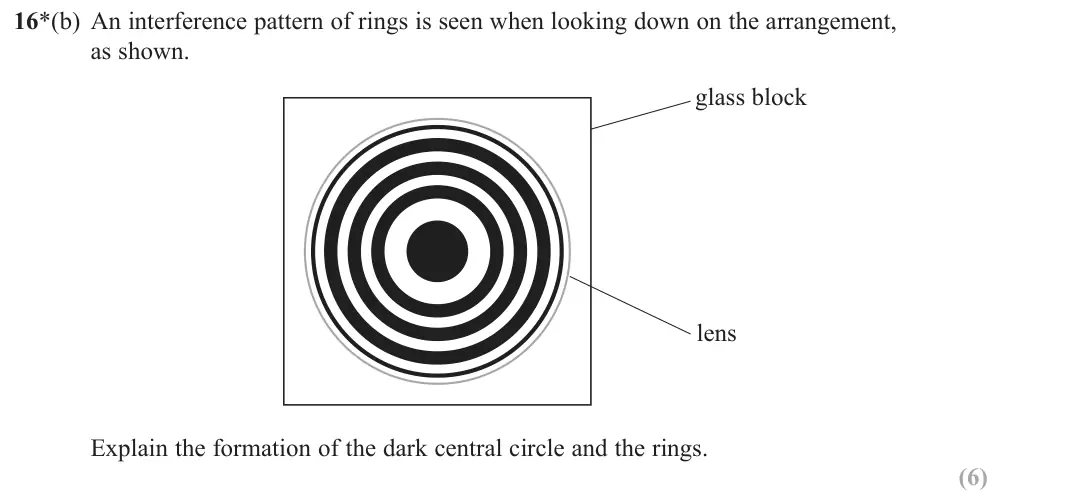 16*(b) An interference pattern of rings is seen when looking down on the arrangement,
as shown.
glass block
lens
Explain the formation of the dark central circle and the rings.
(6)